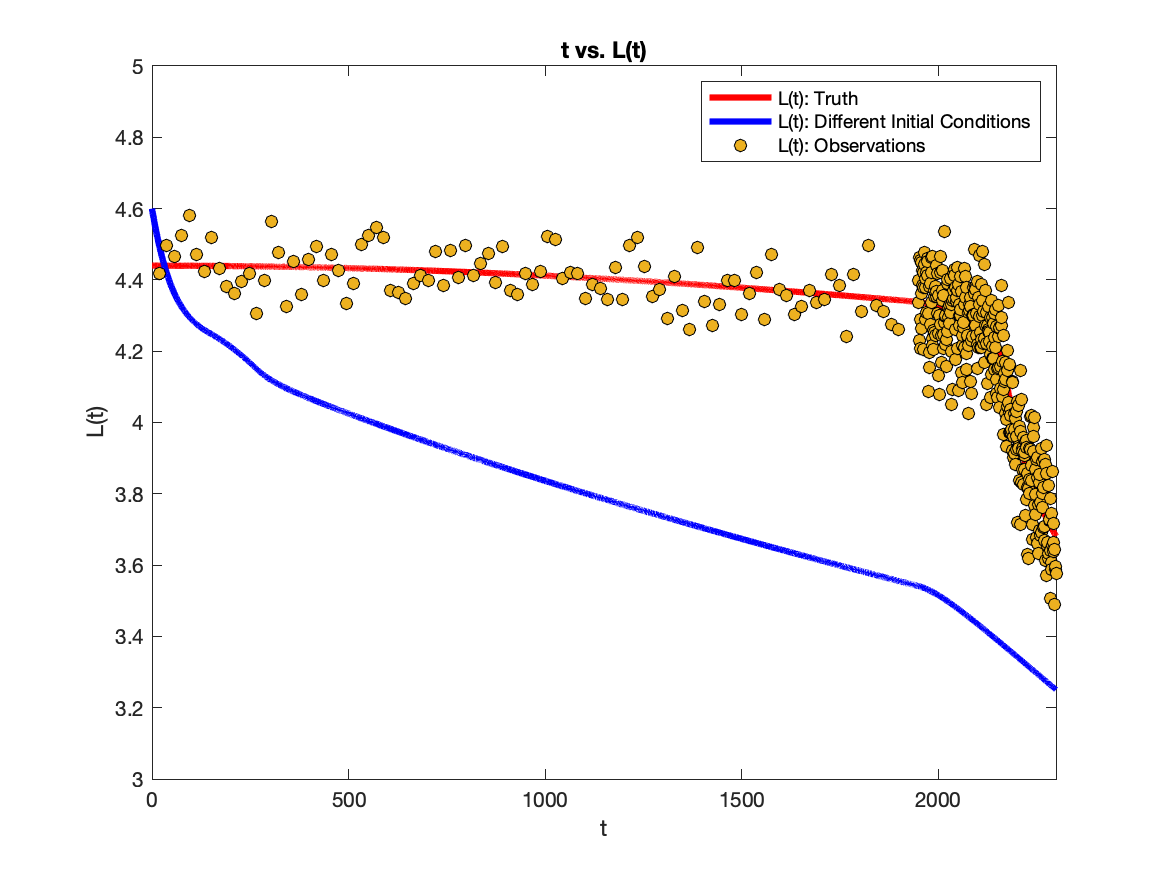 t vs. L(t)
L(t): Truth
L(t): Different Initial Conditions
L(t): Observations
5
4.8
4.6
4.4
4.2
4
3.8
3.6
3.4
3.2
3
L(t)
0 500 1000 1500 2000
t